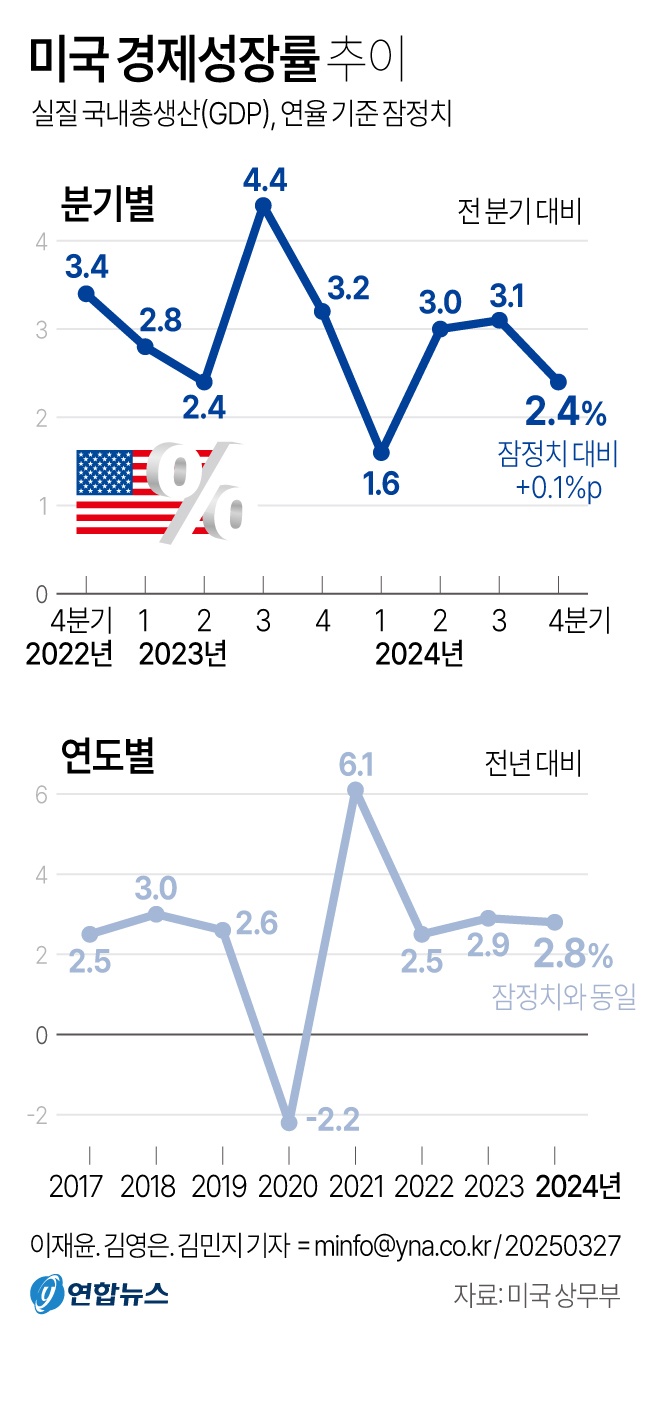 미국 경제성장률 추이
실질 국내총생산(GDP), 연율 기준 잠정치
분기별
전 분기 대비
4.4
4
3.4
3.2
2.8
3.0
3.1
3
2.4
2.4%
2
잠정치 대비
+0.1%p
1.6
%
1
0
4분기 1 2 3 4 1 2 3 4분기
2022년 2023년 2024년
연도별
전년 대비
6.1
6
4
3.0
2.6
2.5
2.5
2.9
2.8%
2
잠정치와 동일
0
-2
-2.2
2017 2018 2019 2020 2021 2022 2023 2024년
이재윤. 김영은. 김민지 기자 = minfo@yna.co.kr / 20250327
y 연합뉴스
자료: 미국 상무부